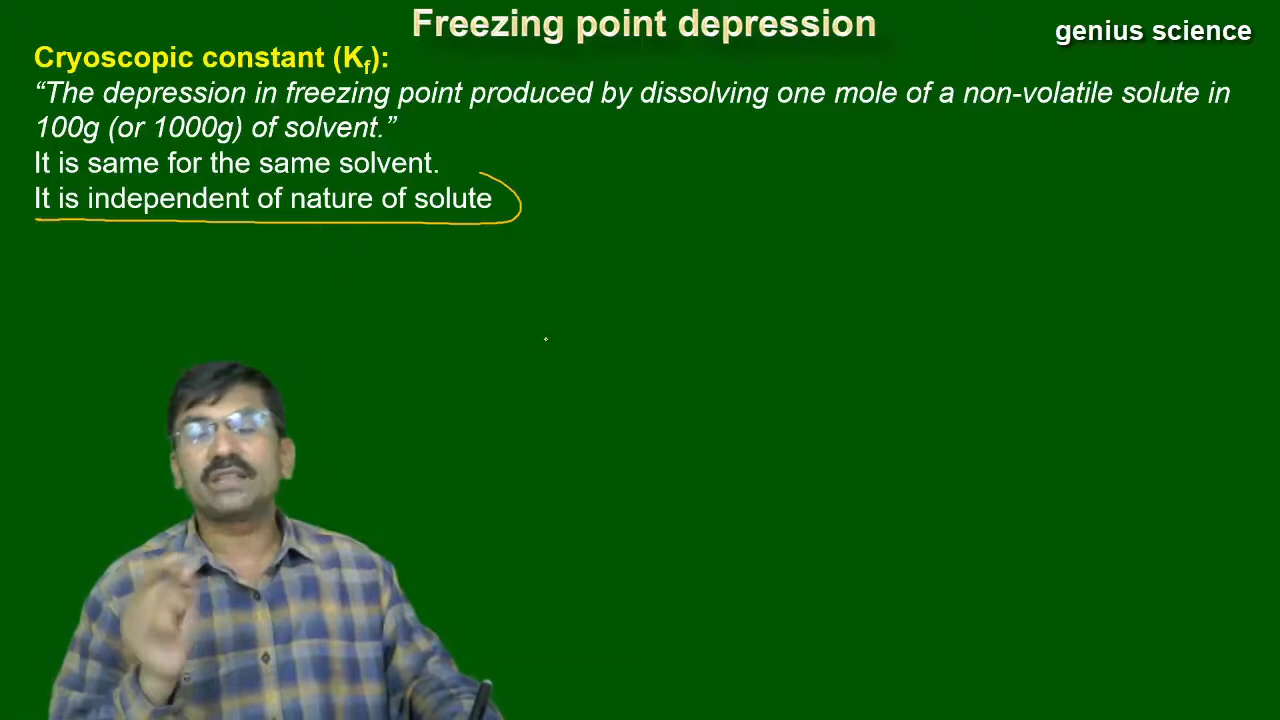 Freezing point depression
genius science
Cryoscopic constant (Kf):
“The depression in freezing point produced by dissolving one mole of a non-volatile solute in
100g (or 1000g) of solvent.”
It is same for the same solvent.
It is independent of nature of solute